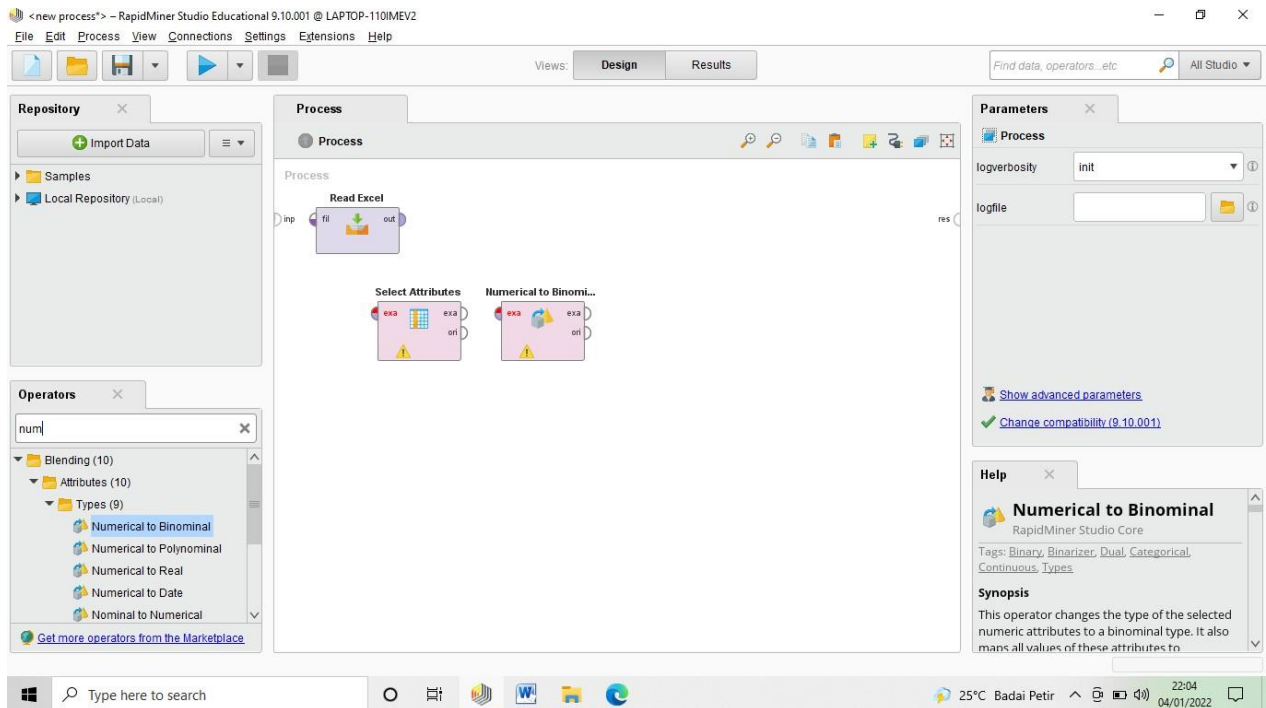 <new process*> – RapidMiner Studio Educational 9.10.001 @ LAPTOP-110IMEV2
File Edit Process View Connections Settings Extensions Help
Views: Design Results
Find data, operators...etc
All Studio
Repository
Import Data
Samples
Local Repository (Local)
Operators
num
Blending (10)
Attributes (10)
Types (9)
Numerical to Binominal
Numerical to Polynominal
Numerical to Real
Numerical to Date
Nominal to Numerical
Get more operators from the Marketplace
Process
Process
Process
Read Excel
inp fil out res
Select Attributes Numerical to Binomi...
exa exa exa exa
ori ori
Parameters
Process
logverbosity init
logfile
Show advanced parameters
Change compatibility (9.10.001)
Help
Numerical to Binominal
RapidMiner Studio Core
Tags: Binary, Binarizer, Dual, Categorical,
Continuous, Types
Synopsis
This operator changes the type of the selected
numeric attributes to a binominal type. It also
maps all values of these attributes to
Type here to search
25°C Badai Petir
22:04
04/01/2022